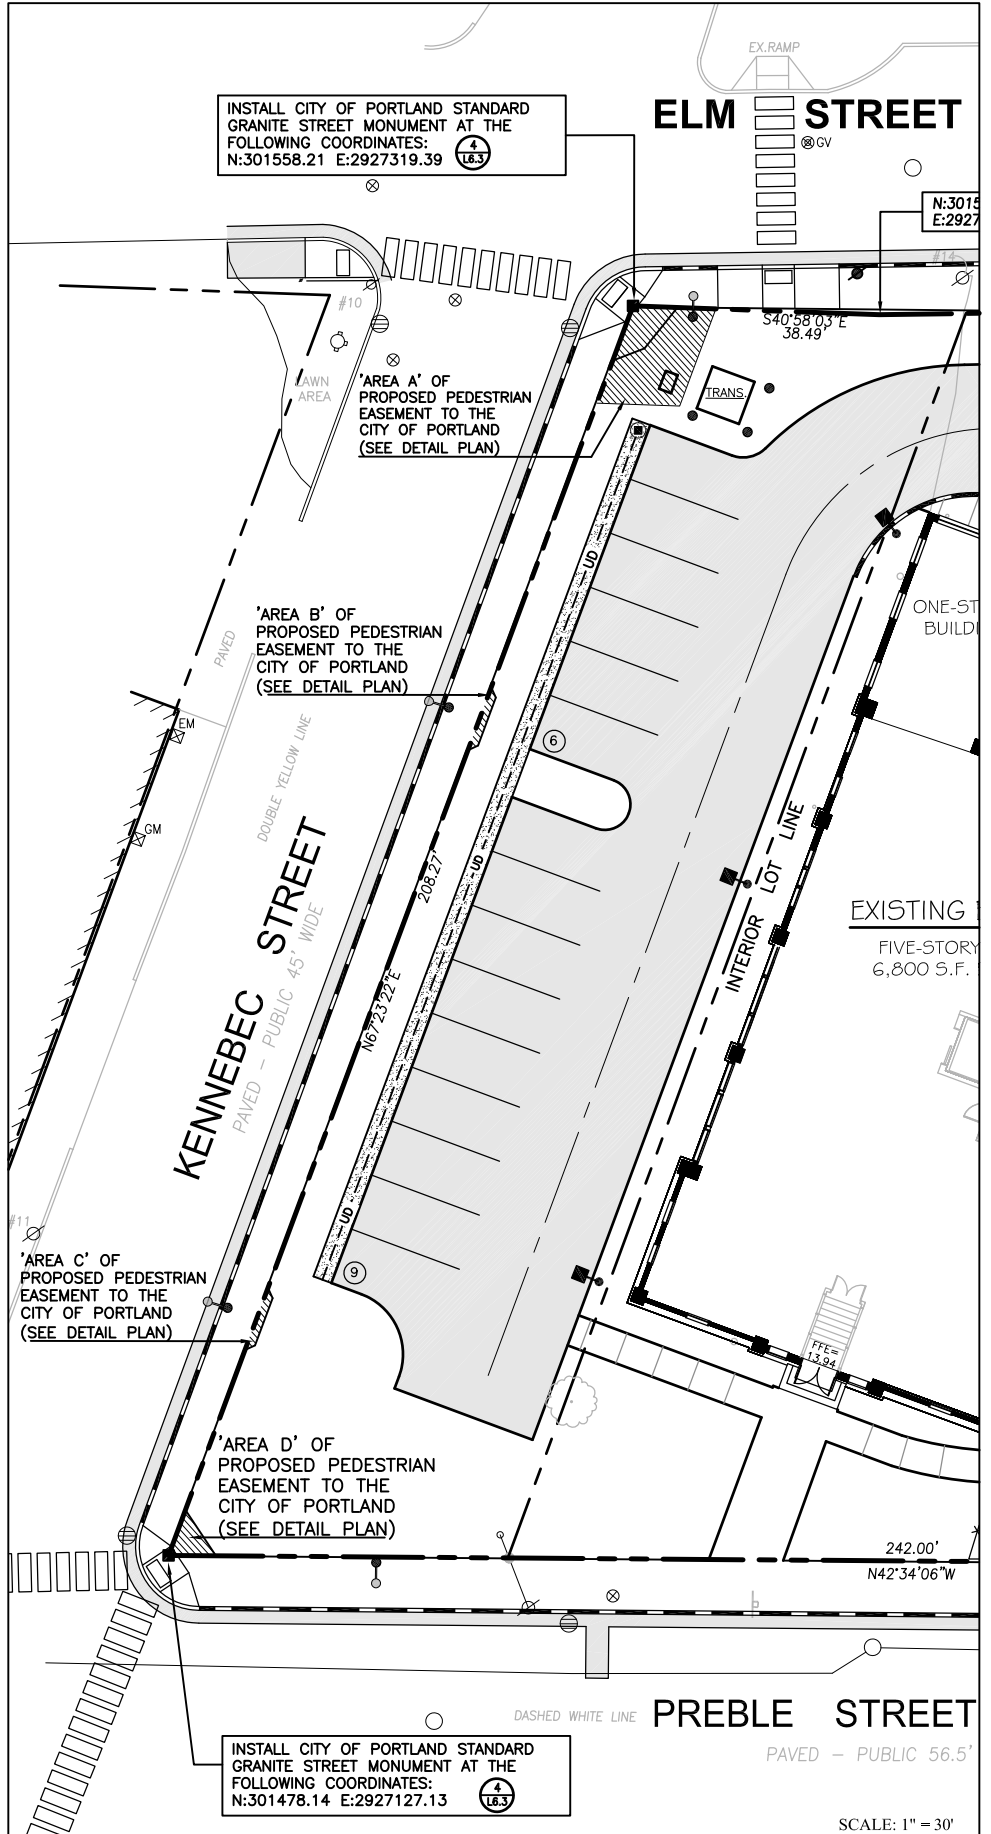 EX.RAMP
INSTALL CITY OF PORTLAND STANDARD
GRANITE STREET MONUMENT AT THE
FOLLOWING COORDINATES:
N:301558.21 E:2927319.39
4
L6.3
ELM STREET
GV
N:3015
E:2927
#14
#10
S40°58'03"E
38.49'
LAWN
AREA
'AREA A' OF
PROPOSED PEDESTRIAN
EASEMENT TO THE
CITY OF PORTLAND
(SEE DETAIL PLAN)
TRANS.
UD
ONE-ST
BUILDI
'AREA B' OF
PROPOSED PEDESTRIAN
EASEMENT TO THE
CITY OF PORTLAND
(SEE DETAIL PLAN)
PAVED
EM
6
DOUBLE YELLOW LINE
GM
INTERIOR LOT LINE
UD
208.27'
N67°23'22"E
EXISTING
FIVE-STORY
6,800 S.F.
KENNEBEC STREET
PAVED - PUBLIC 45' WIDE
#11
UD
9
'AREA C' OF
PROPOSED PEDESTRIAN
EASEMENT TO THE
CITY OF PORTLAND
(SEE DETAIL PLAN)
FFE=
13.94
'AREA D' OF
PROPOSED PEDESTRIAN
EASEMENT TO THE
CITY OF PORTLAND
(SEE DETAIL PLAN)
242.00'
N42°34'06"W
DASHED WHITE LINE
PREBLE STREET
PAVED - PUBLIC 56.5'
INSTALL CITY OF PORTLAND STANDARD
GRANITE STREET MONUMENT AT THE
FOLLOWING COORDINATES:
N:301478.14 E:2927127.13
4
L6.3
SCALE: 1" = 30'